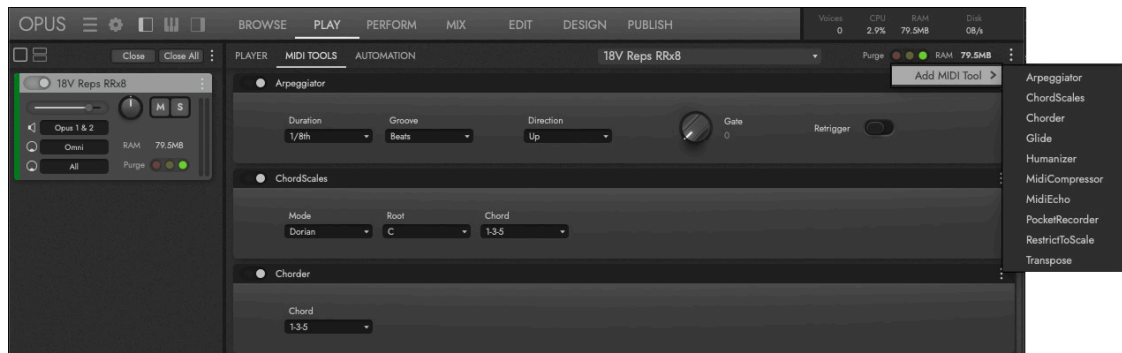 OPUS BROWSE PLAY PERFORM MIX EDIT DESIGN PUBLISH Voices CPU RAM Disk
0 2.9% 79.5MB 0B/s
Close Close All PLAYER MIDI TOOLS AUTOMATION 18V Reps RRx8 Purge RAM 79.5MB
18V Reps RRx8
M S
Opus 1 & 2
Omni RAM 79.5MB
All Purge
Add MIDI Tool >
Arpeggiator
ChordScales
Chorder
Glide
Humanizer
MidiCompressor
MidiEcho
PocketRecorder
RestrictToScale
Transpose
Arpeggiator
Duration Groove Direction Gate
1/8th Beats Up 0 Retrigger
ChordScales
Mode Root Chord
Dorian C 1-3-5
Chorder
Chord
1-3-5